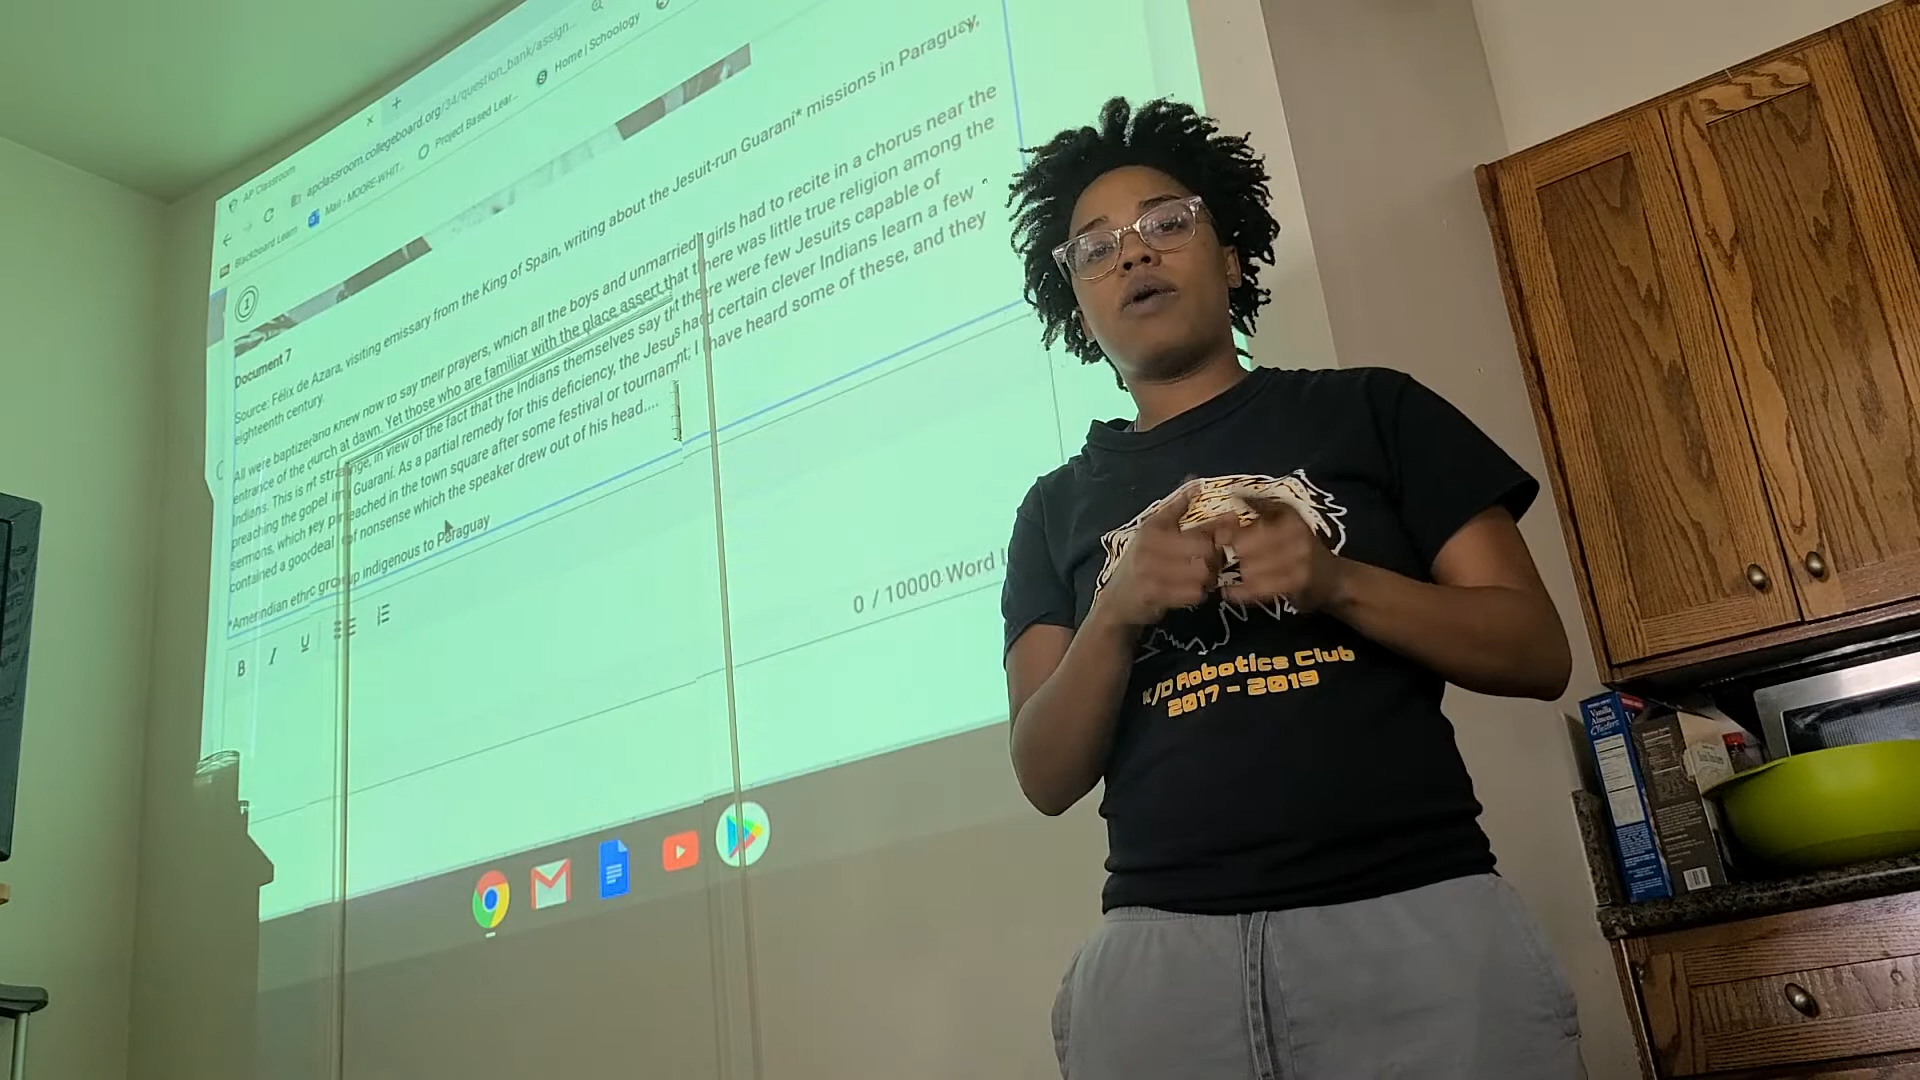 AP Classroom
apclassroom.collegeboard.org/34/question_bank/assign...
Blackboard Learn
Mail - MOORE-WHIT...
Project Based Lear...
Home | Schoology
1
Document 7
Source: Félix de Azara, visiting emissary from the King of Spain, writing about the Jesuit-run Guarani* missions in Paraguay,
eighteenth century.
All were baptized and knew how to say their prayers, which all the boys and unmarried girls had to recite in a chorus near the
entrance of the church at dawn. Yet those who are familiar with the place assert that there was little true religion among the
Indians. This is not strange, in view of the fact that the Indians themselves say that there were few Jesuits capable of
preaching the gospel in Guarani. As a partial remedy for this deficiency, the Jesuits had certain clever Indians learn a few
sermons, which they preached in the town square after some festival or tournament; I have heard some of these, and they
contained a good deal of nonsense which the speaker drew out of his head....
*Amerindian ethnic group indigenous to Paraguay
B I U
0 / 10000 Word L
K/D Robotics Club
2017 - 2019
Vanilla
Almond
Clusters